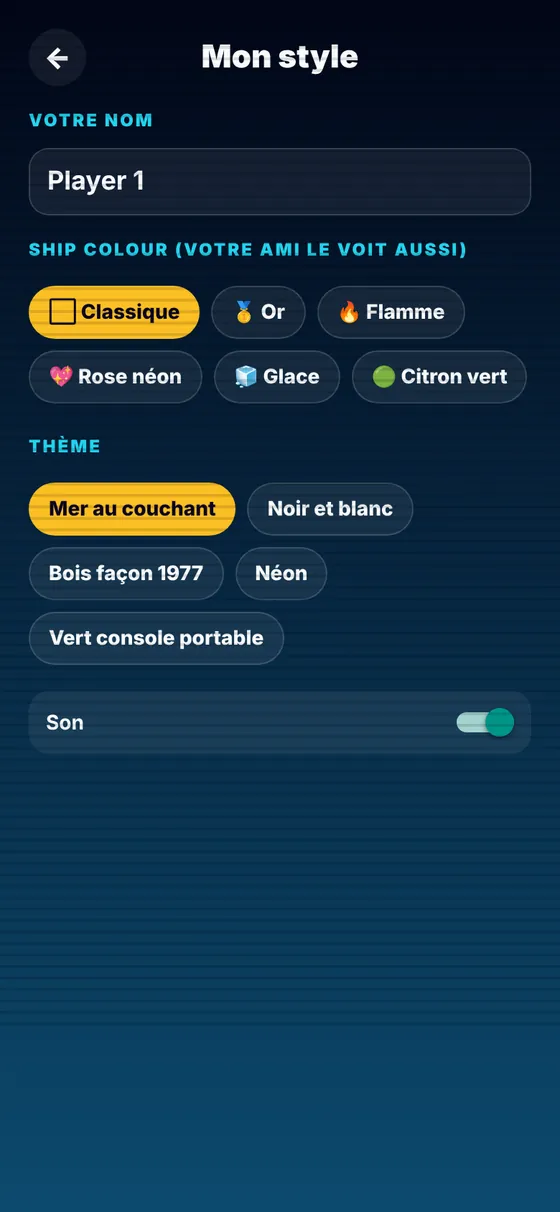 Mon style
VOTRE NOM
Player 1
SHIP COLOUR (VOTRE AMI LE VOIT AUSSI)
Classique
Or
Flamme
Rose néon
Glace
Citron vert
THÈME
Mer au couchant
Noir et blanc
Bois façon 1977
Néon
Vert console portable
Son